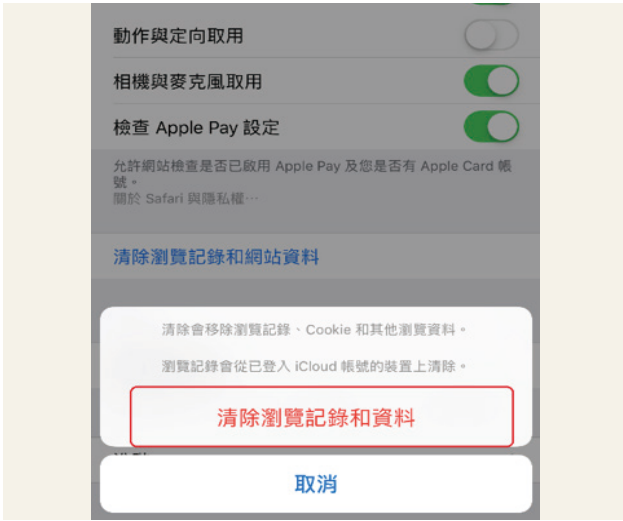 動作與定向取用
相機與麥克風取用
檢查 Apple Pay 設定
允許網站檢查是否已啟用 Apple Pay 及您是否有 Apple Card 帳
號。
關於 Safari 與隱私權⋯
清除瀏覽記錄和網站資料
清除會移除瀏覽記錄、Cookie 和其他瀏覽資料。
瀏覽記錄會從已登入 iCloud 帳號的裝置上清除。
清除瀏覽記錄和資料
取消